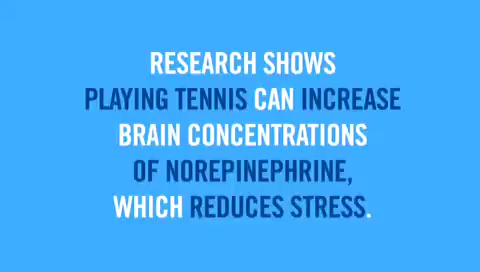 RESEARCH SHOWS
PLAYING TENNIS CAN INCREASE
BRAIN CONCENTRATIONS
OF NOREPINEPHRINE,
WHICH REDUCES STRESS.